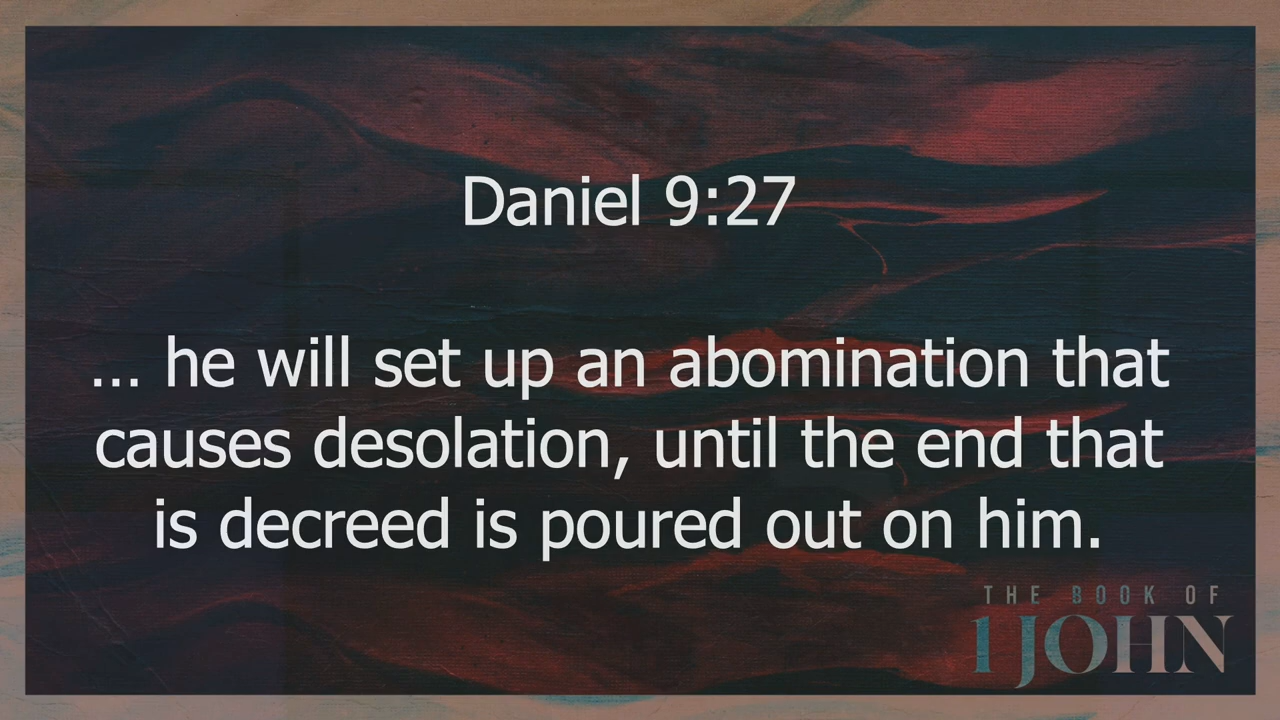 Daniel 9:27
... he will set up an abomination that
causes desolation, until the end that
is decreed is poured out on him.
THE BOOK OF
1 JOHN